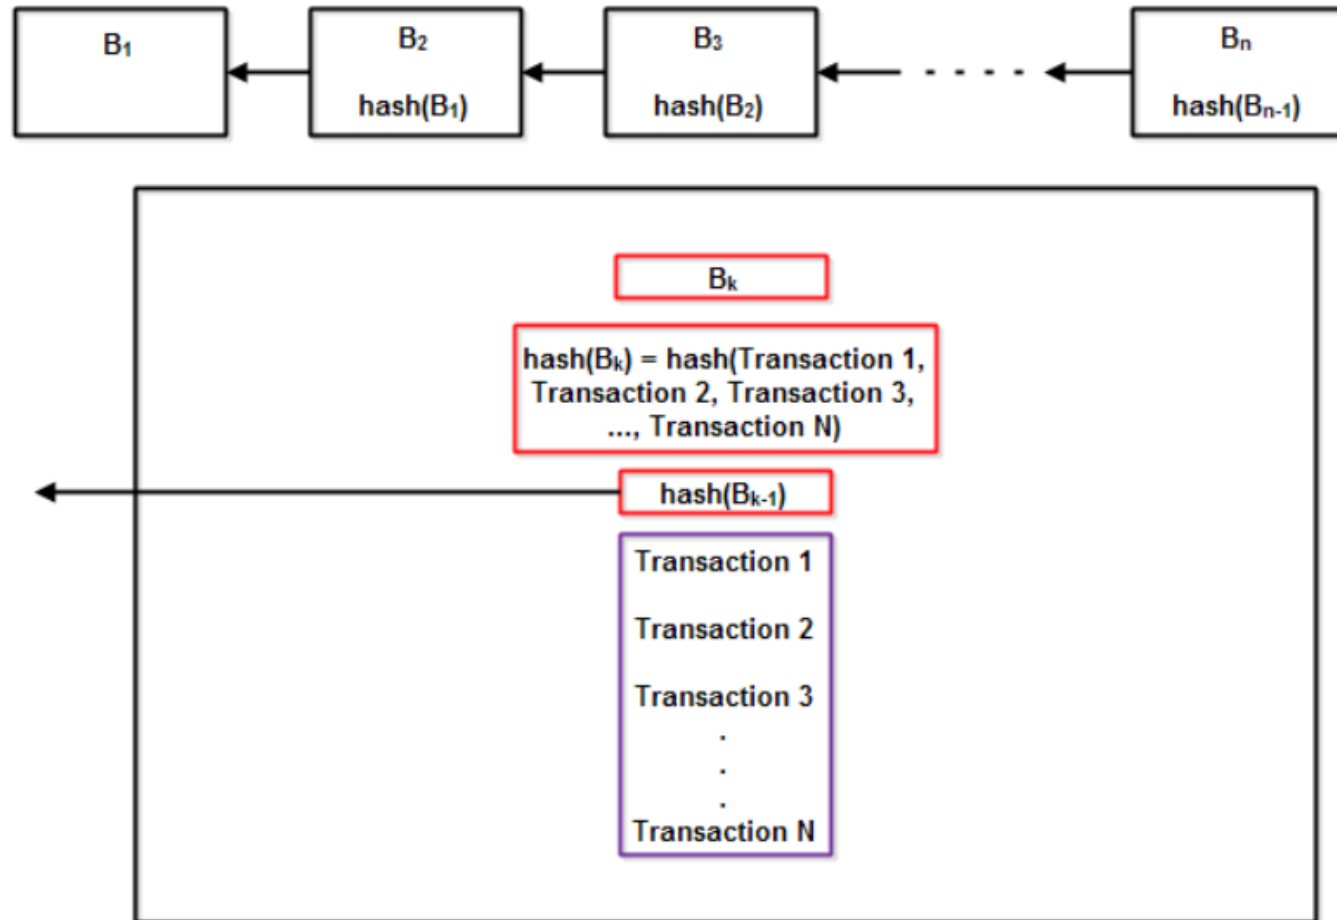 B₁
B₂
hash(B₁)
B₃
hash(B₂)
. . . . .
Bₙ
hash(Bₙ₋₁)
Bₖ
hash(Bₖ) = hash(Transaction 1,
Transaction 2, Transaction 3,
..., Transaction N)
hash(Bₖ₋₁)
Transaction 1
Transaction 2
Transaction 3
.
.
.
Transaction N